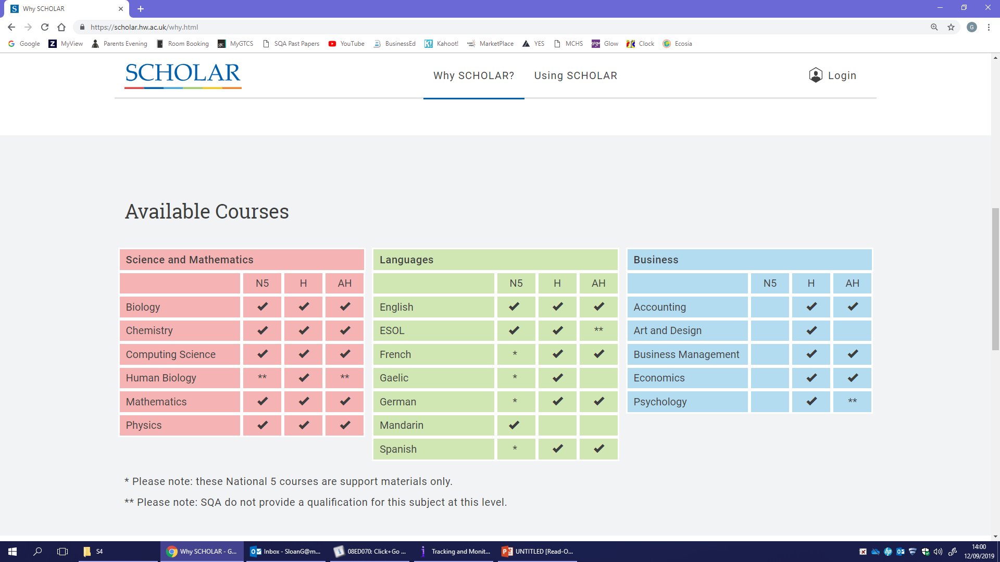 Why SCHOLAR
https://scholar.hw.ac.uk/why.html
G
Google MyView Parents Evening Room Booking MyGTCS SQA Past Papers YouTube BusinessEd Kahoot! MarketPlace YES MCHS Glow Clock Ecosia
SCHOLAR Why SCHOLAR? Using SCHOLAR Login
Available Courses
Science and Mathematics
N5 H AH
Biology ✔ ✔ ✔
Chemistry ✔ ✔ ✔
Computing Science ✔ ✔ ✔
Human Biology ** ✔ **
Mathematics ✔ ✔ ✔
Physics ✔ ✔ ✔
Languages
N5 H AH
English ✔ ✔ ✔
ESOL ✔ ✔ **
French * ✔ ✔
Gaelic * ✔
German * ✔ ✔
Mandarin ✔
Spanish * ✔ ✔
Business
N5 H AH
Accounting ✔ ✔
Art and Design ✔
Business Management ✔ ✔
Economics ✔ ✔
Psychology ✔ **
* Please note: these National 5 courses are support materials only.
** Please note: SQA do not provide a qualification for this subject at this level.
S4 Why SCHOLAR - G... Inbox - SloanG@m... 08ED070: Click+Go ... Tracking and Monit... UNTITLED [Read-O...
14:00
12/09/2019